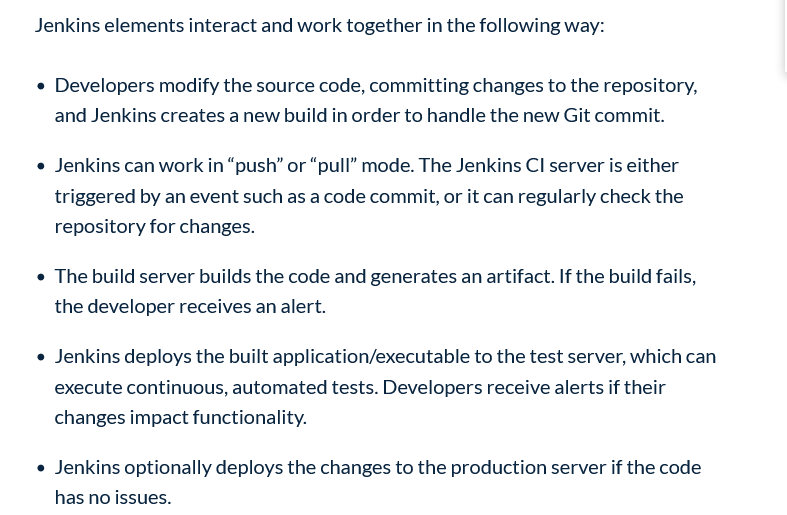 Jenkins elements interact and work together in the following way:
• Developers modify the source code, committing changes to the repository,
and Jenkins creates a new build in order to handle the new Git commit.
• Jenkins can work in “push” or “pull” mode. The Jenkins CI server is either
triggered by an event such as a code commit, or it can regularly check the
repository for changes.
• The build server builds the code and generates an artifact. If the build fails,
the developer receives an alert.
• Jenkins deploys the built application/executable to the test server, which can
execute continuous, automated tests. Developers receive alerts if their
changes impact functionality.
• Jenkins optionally deploys the changes to the production server if the code
has no issues.